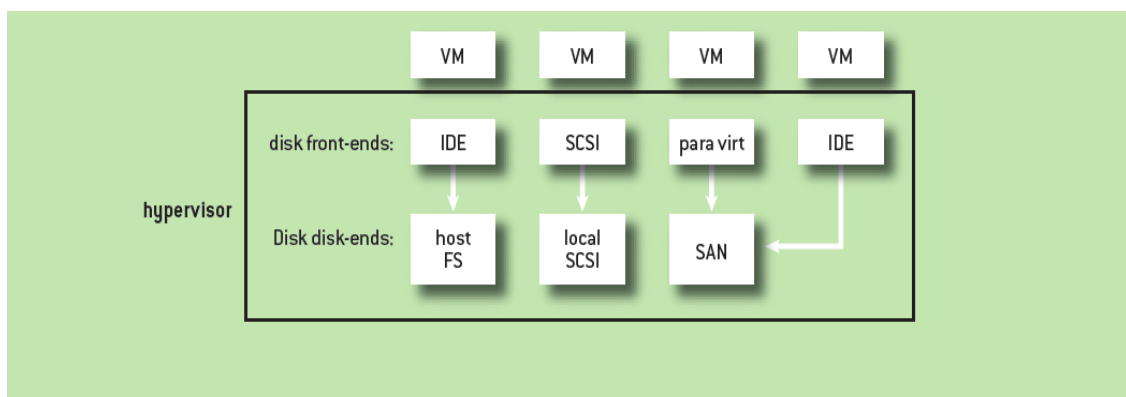 VM VM VM VM
disk front-ends: IDE SCSI para virt IDE
hypervisor
Disk disk-ends: host FS local SCSI SAN